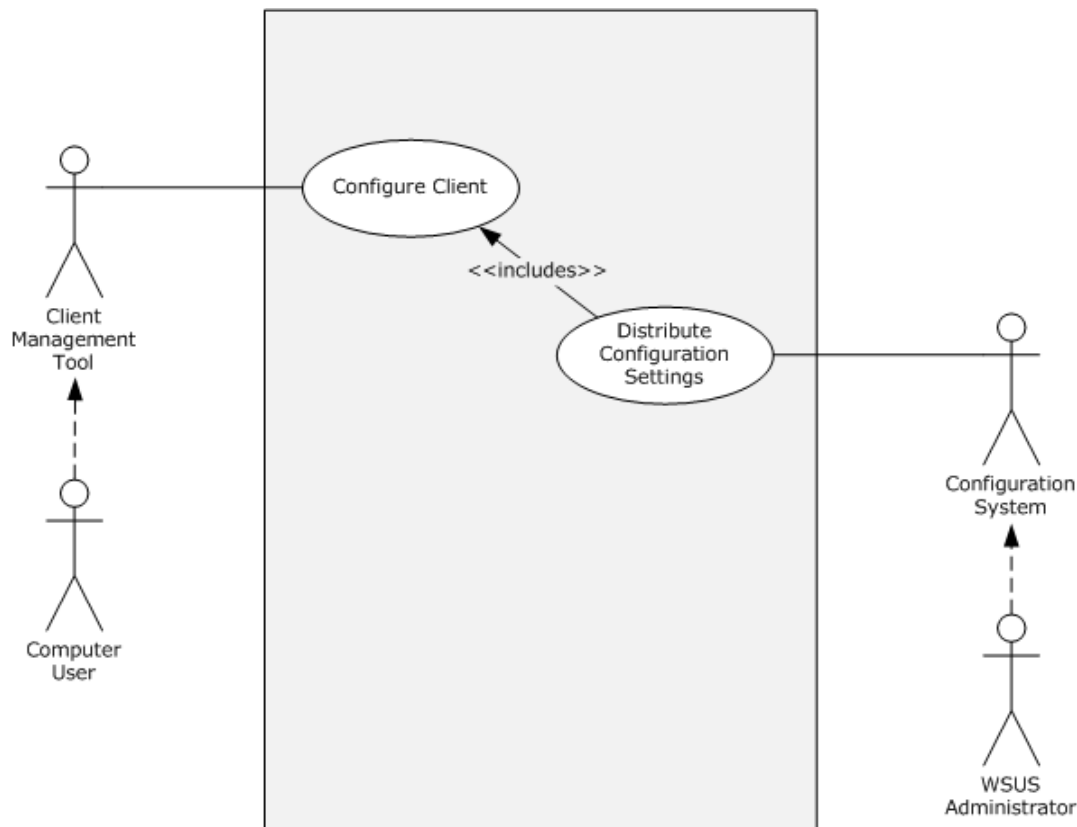 Configure Client
<<includes>>
Client
Management
Tool
Distribute
Configuration
Settings
Configuration
System
Computer
User
WSUS
Administrator